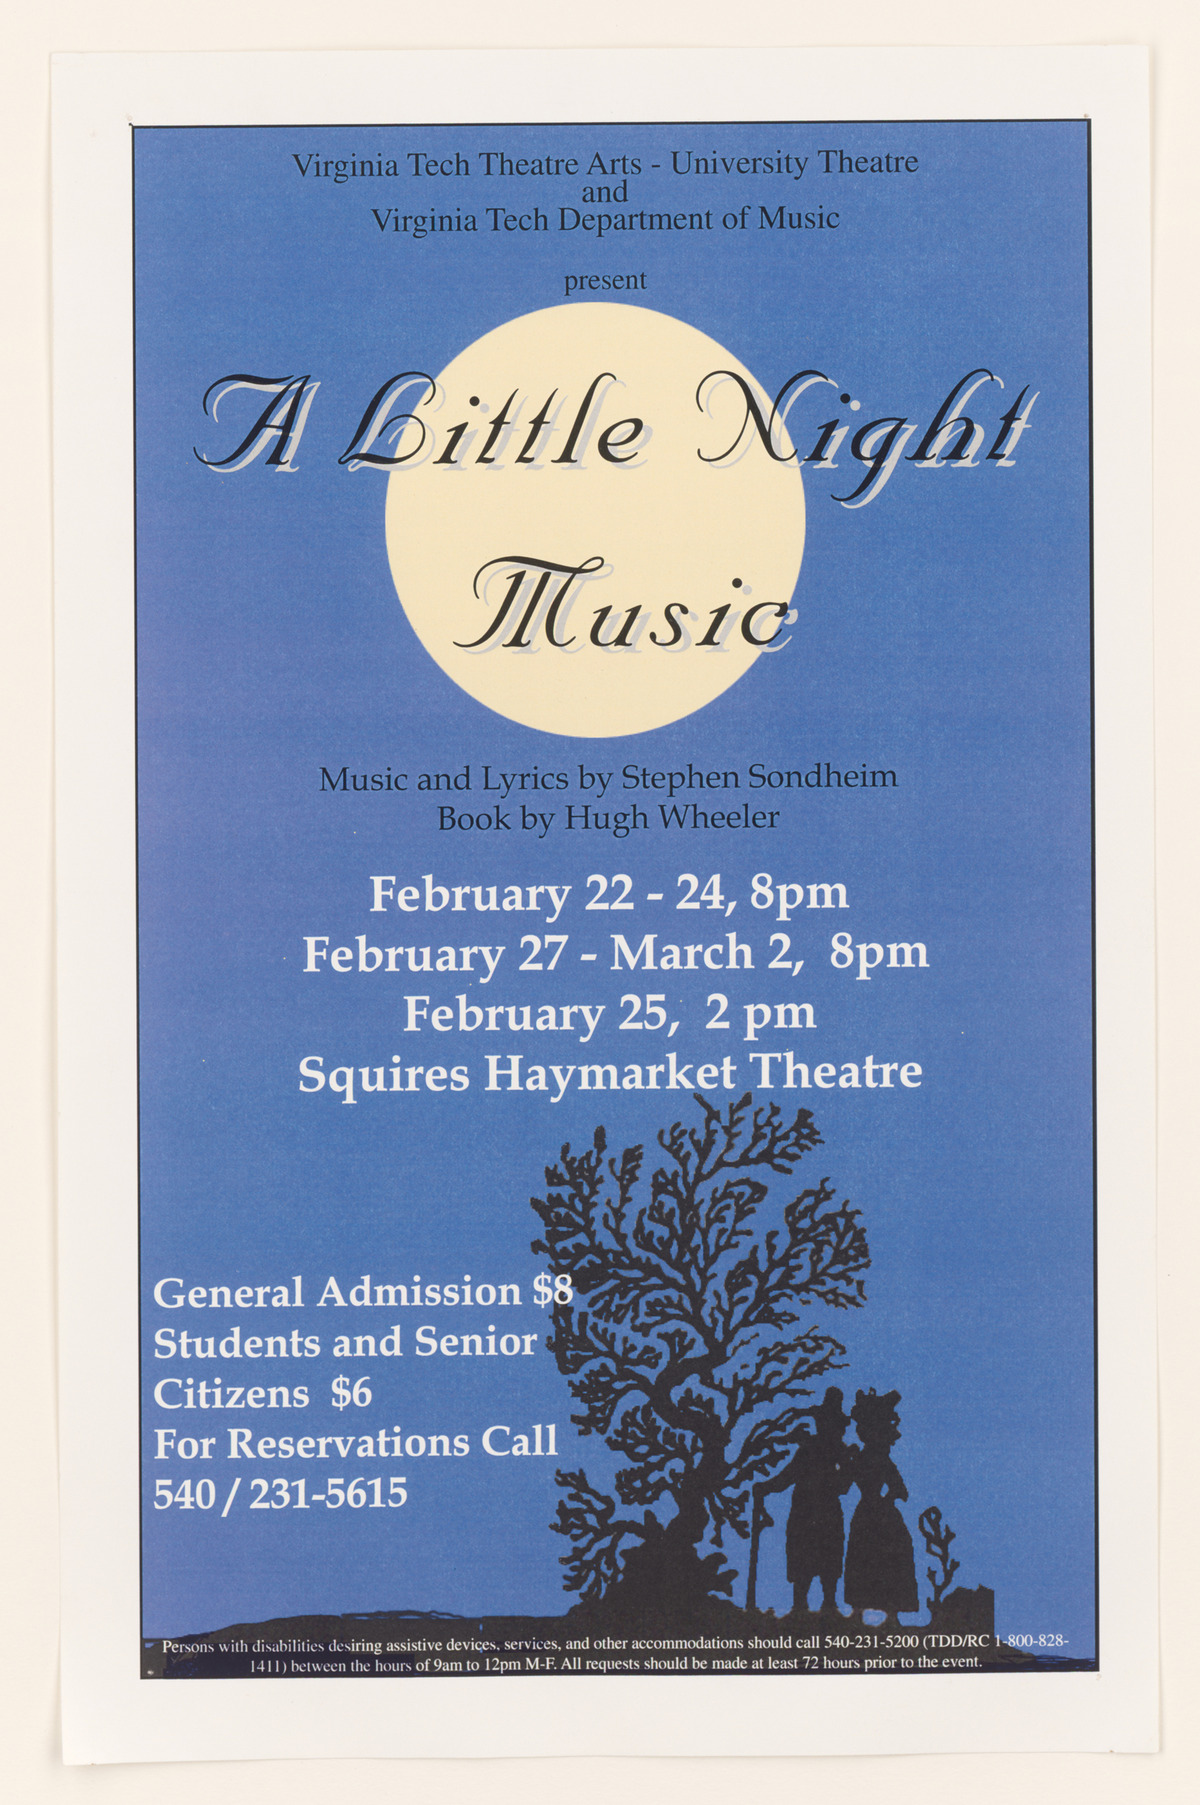 Virginia Tech Theatre Arts - University Theatre
and
Virginia Tech Department of Music
present
A Little Night
Music
Music and Lyrics by Stephen Sondheim
Book by Hugh Wheeler
February 22 - 24, 8pm
February 27 - March 2, 8pm
February 25, 2 pm
Squires Haymarket Theatre
General Admission $8
Students and Senior
Citizens $6
For Reservations Call
540 / 231-5615
Persons with disabilities desiring assistive devices, services, and other accommodations should call 540-231-5200 (TDD/RC 1-800-828-
1411) between the hours of 9am to 12pm M-F. All requests should be made at least 72 hours prior to the event.